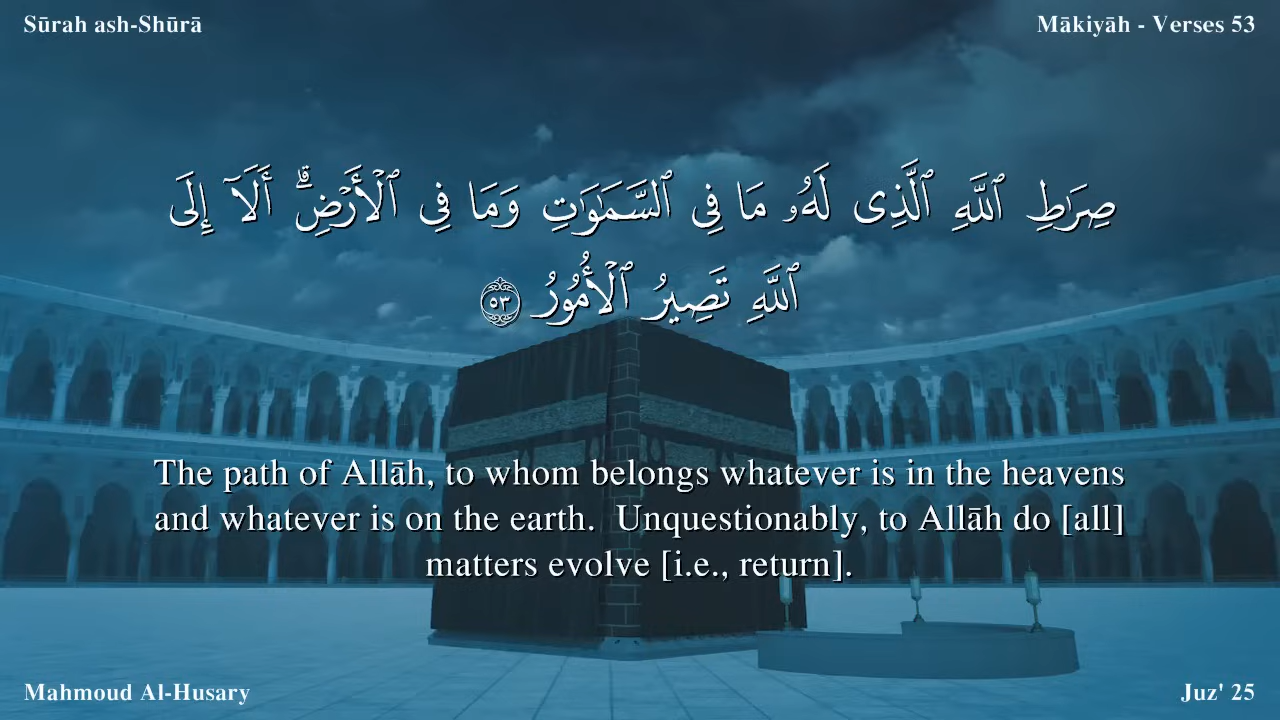 Sūrah ash-Shūrā
Mākiyāh - Verses 53
صِرَٰطِ ٱللَّهِ ٱلَّذِى لَهُۥ مَا فِى ٱلسَّمَٰوَٰتِ وَمَا فِى ٱلْأَرْضِ ۗ أَلَآ إِلَى
ٱللَّهِ تَصِيرُ ٱلْأُمُورُ ٥٣
The path of Allāh, to whom belongs whatever is in the heavens
and whatever is on the earth.  Unquestionably, to Allāh do [all]
matters evolve [i.e., return].
Mahmoud Al-Husary
Juz' 25